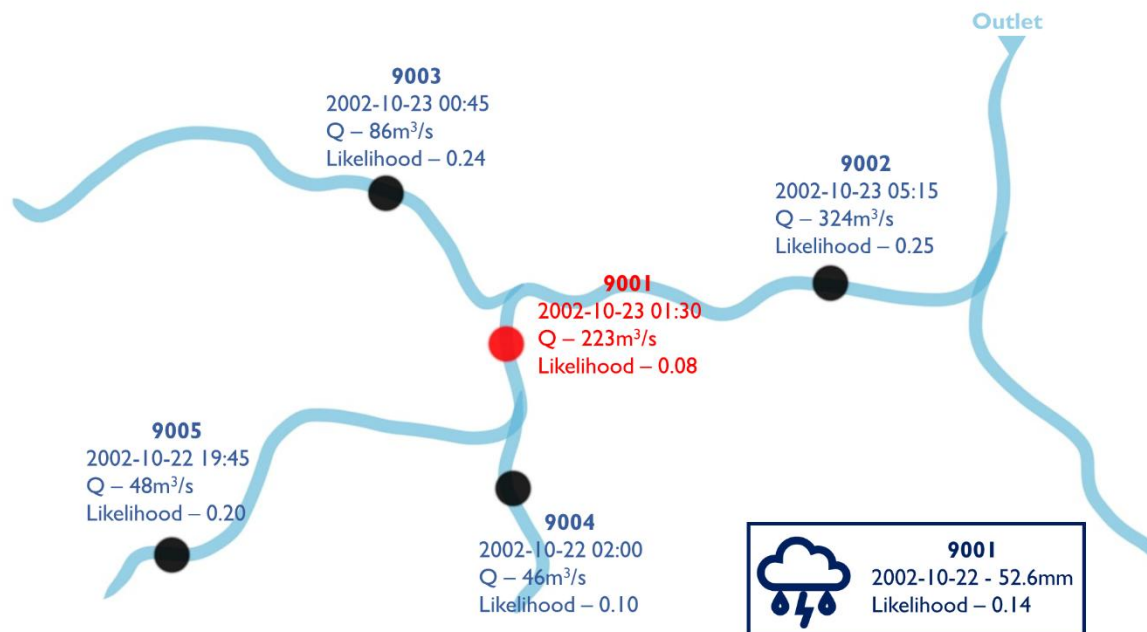 Outlet
9003
2002-10-23 00:45
Q – 86m³/s
Likelihood – 0.24
9002
2002-10-23 05:15
Q – 324m³/s
Likelihood – 0.25
9001
2002-10-23 01:30
Q – 223m³/s
Likelihood – 0.08
9005
2002-10-22 19:45
Q – 48m³/s
Likelihood – 0.20
9004
2002-10-22 02:00
Q – 46m³/s
Likelihood – 0.10
9001
2002-10-22 - 52.6mm
Likelihood – 0.14